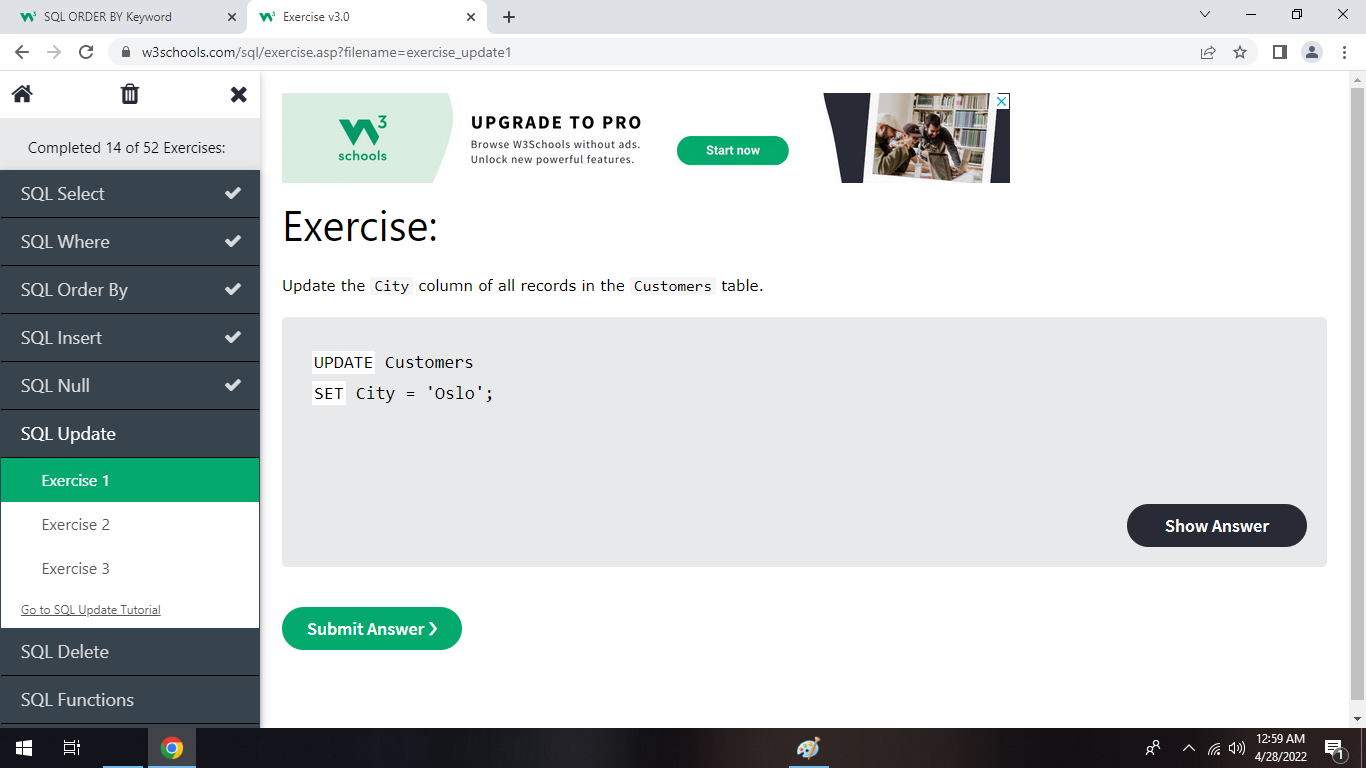 SQL ORDER BY Keyword
Exercise v3.0
w3schools.com/sql/exercise.asp?filename=exercise_update1
Completed 14 of 52 Exercises:
SQL Select
SQL Where
SQL Order By
SQL Insert
SQL Null
SQL Update
Exercise 1
Exercise 2
Exercise 3
Go to SQL Update Tutorial
SQL Delete
SQL Functions
W3
schools
UPGRADE TO PRO
Browse W3Schools without ads.
Unlock new powerful features.
Start now
Exercise:
Update the City column of all records in the Customers table.
UPDATE Customers
SET City = 'Oslo';
Show Answer
Submit Answer ❯
12:59 AM
4/28/2022
1